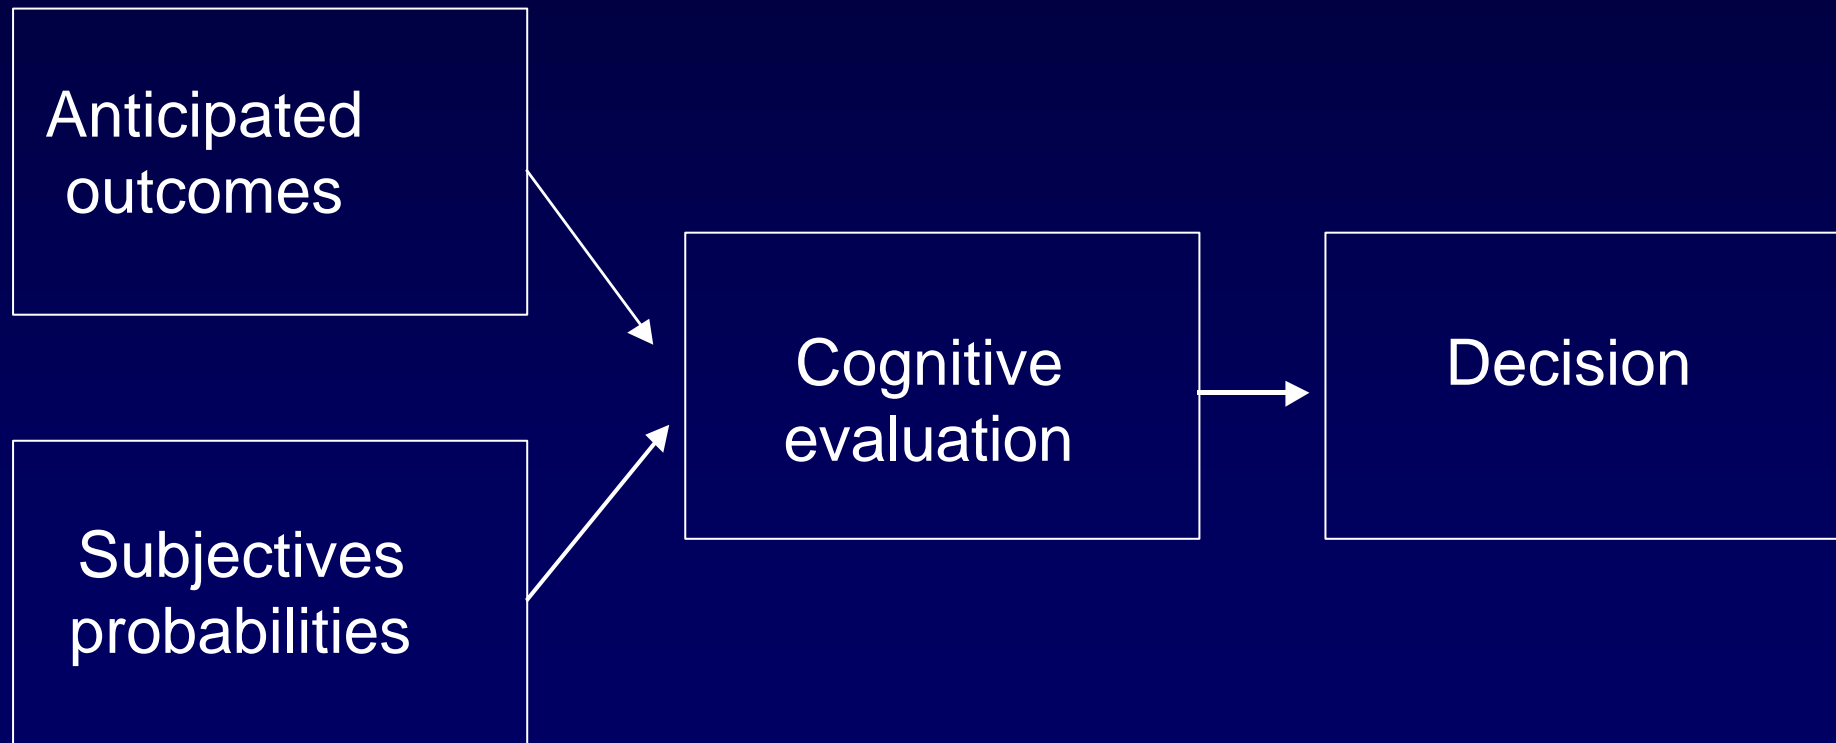 Anticipated
outcomes
Subjectives
probabilities
Cognitive
evaluation
Decision